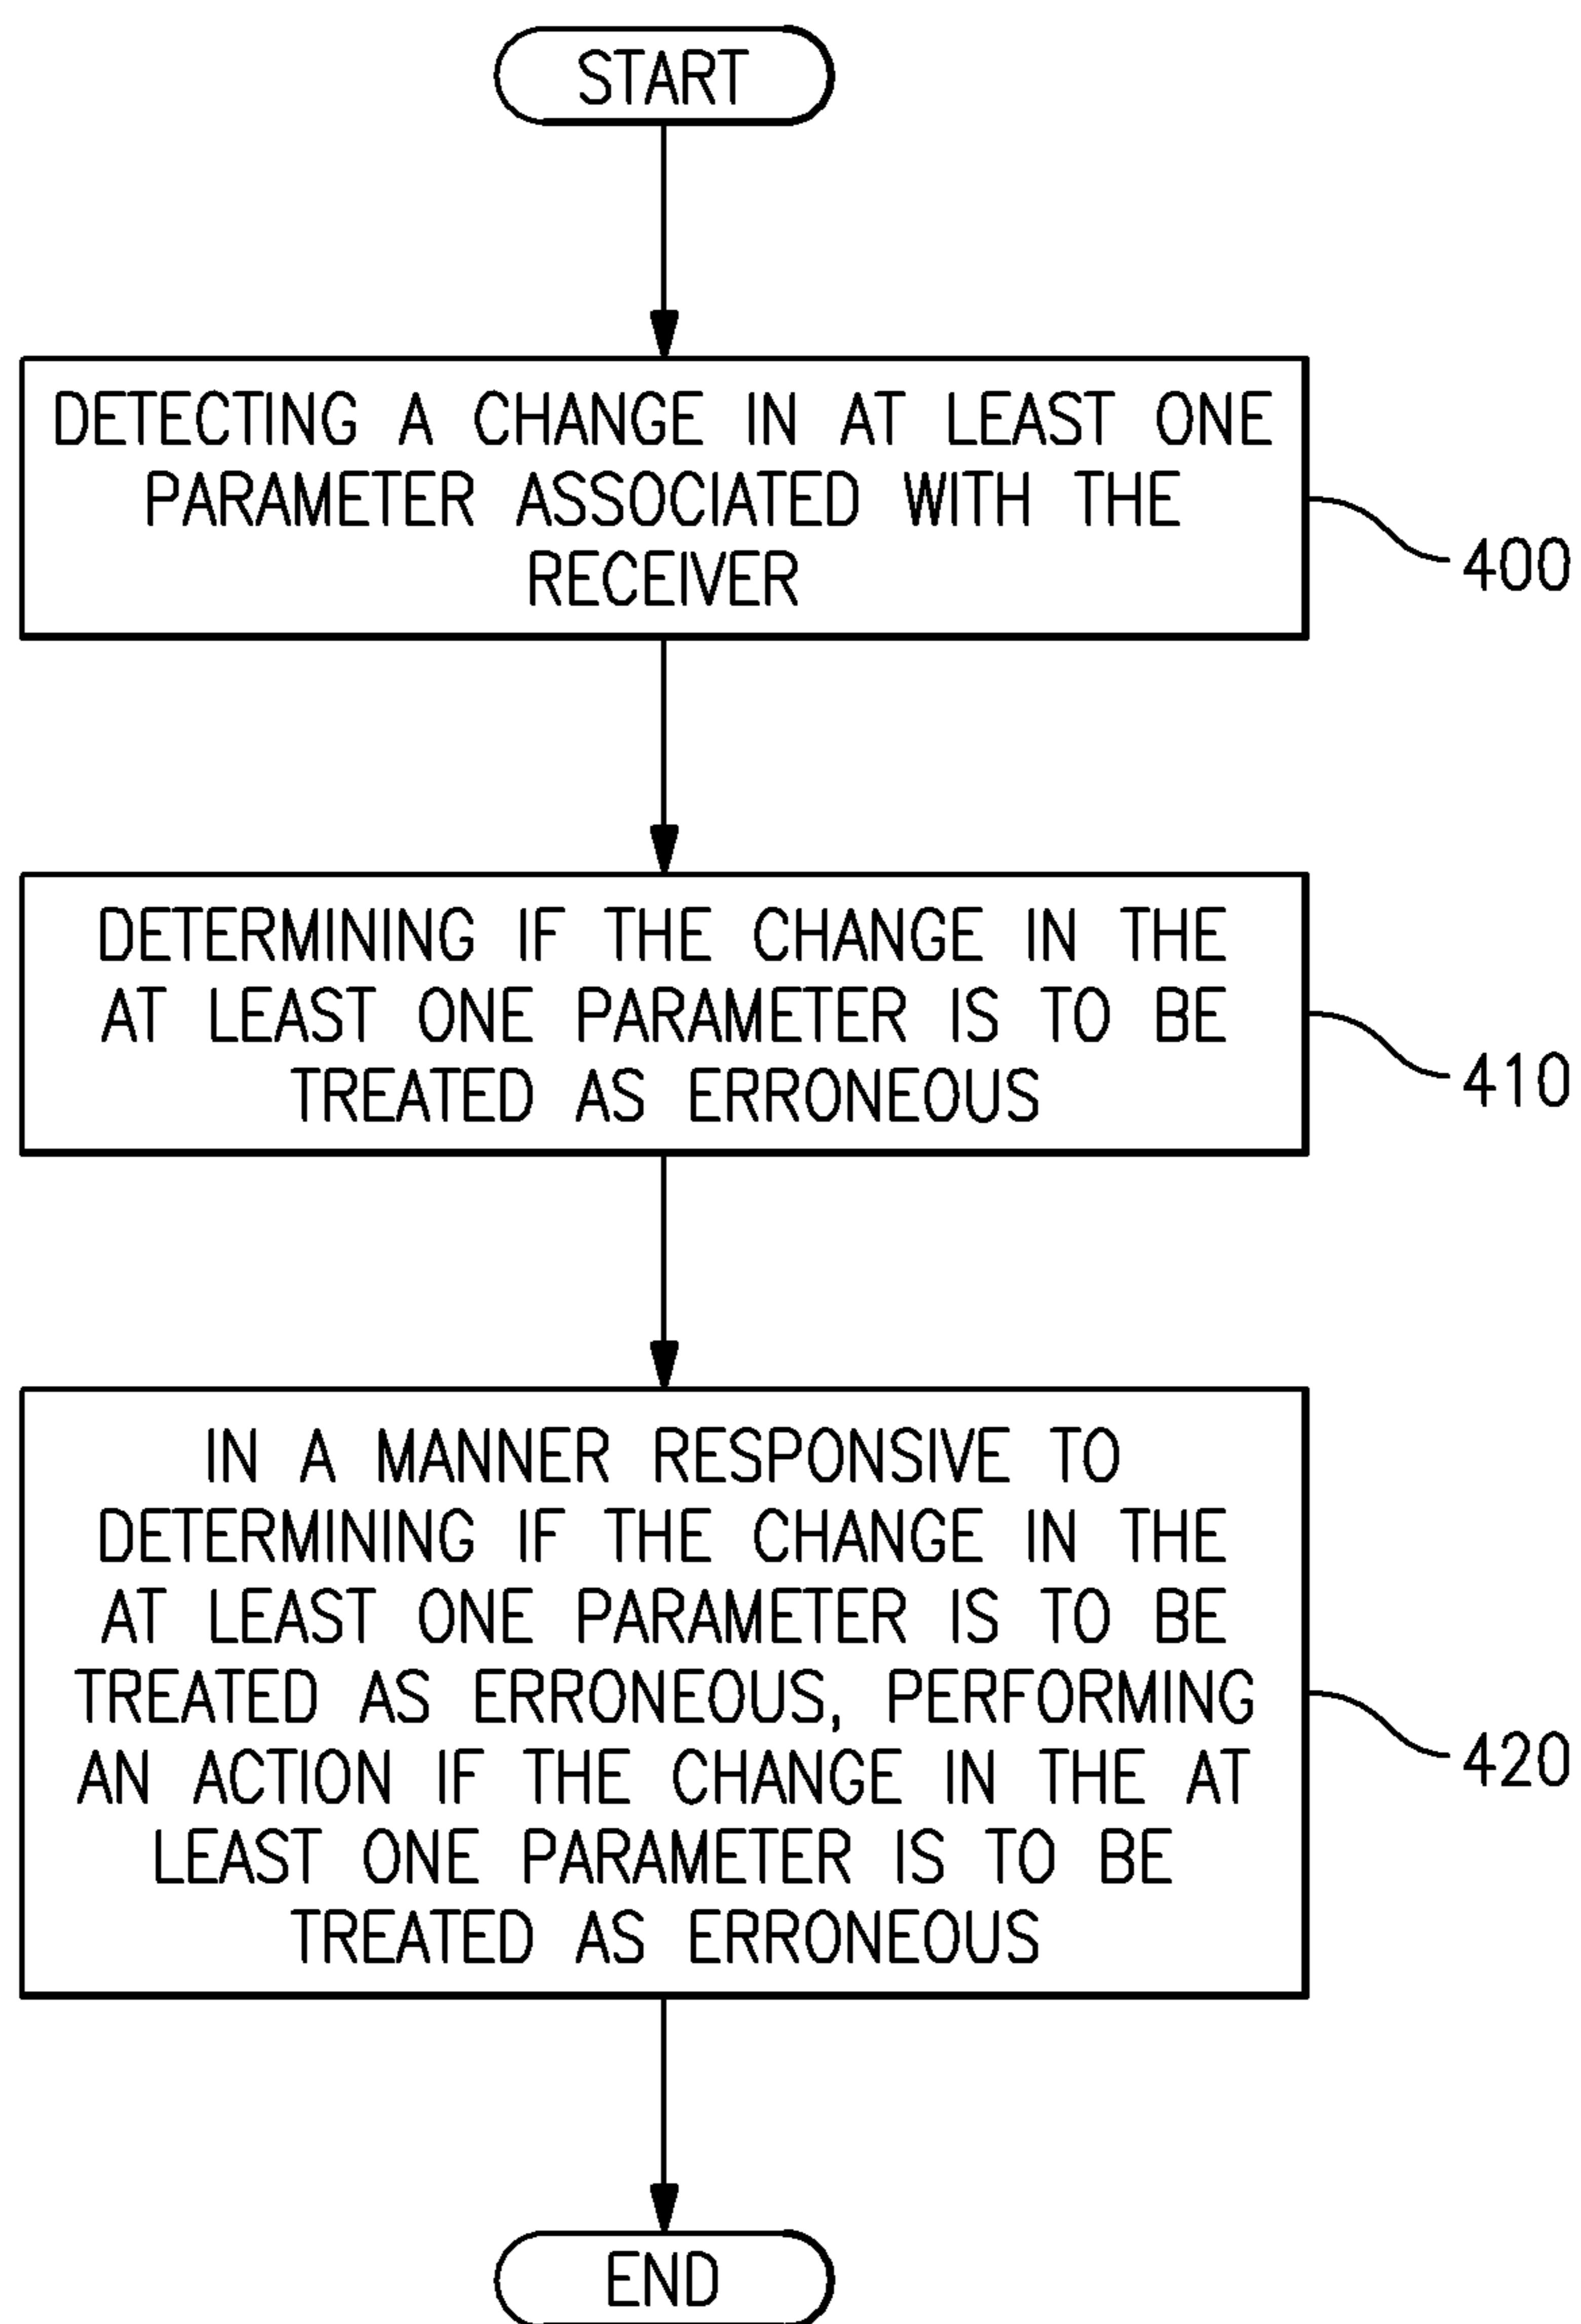 START
DETECTING A CHANGE IN AT LEAST ONE
PARAMETER ASSOCIATED WITH THE
RECEIVER
400
DETERMINING IF THE CHANGE IN THE
AT LEAST ONE PARAMETER IS TO BE
TREATED AS ERRONEOUS
410
IN A MANNER RESPONSIVE TO
DETERMINING IF THE CHANGE IN THE
AT LEAST ONE PARAMETER IS TO BE
TREATED AS ERRONEOUS, PERFORMING
AN ACTION IF THE CHANGE IN THE AT
LEAST ONE PARAMETER IS TO BE
TREATED AS ERRONEOUS
420
END